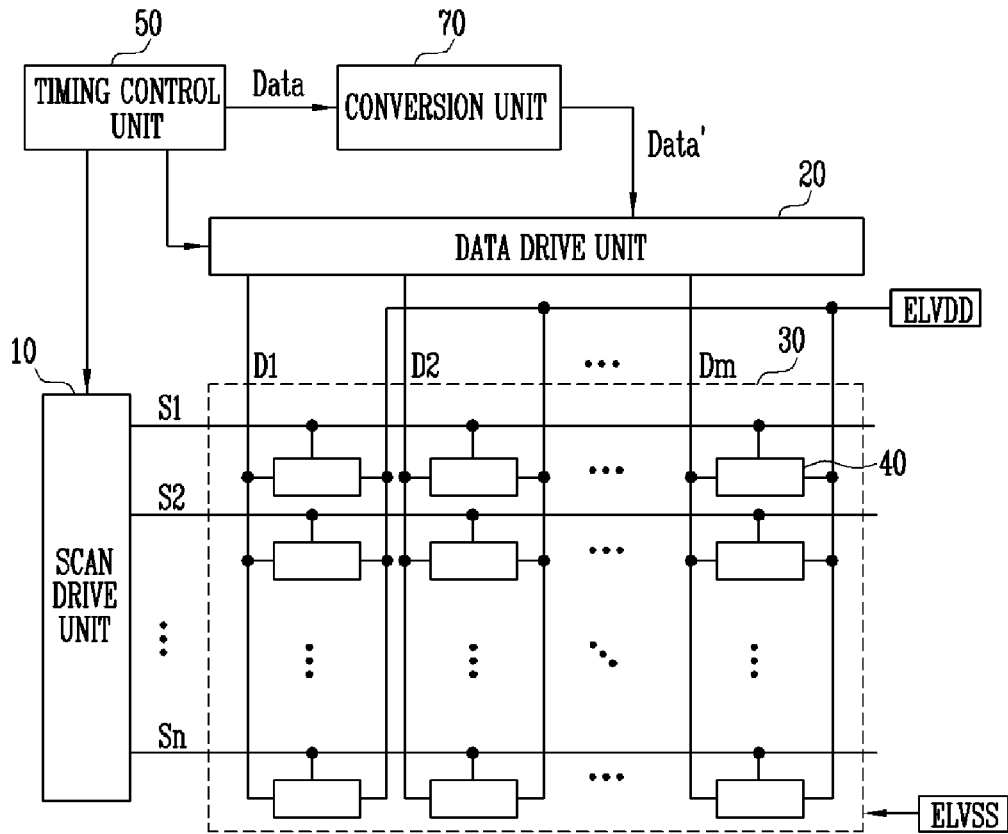 50
70
TIMING CONTROL
UNIT
Data
CONVERSION UNIT
Data'
20
DATA DRIVE UNIT
ELVDD
10
D1
D2
...
Dm
30
S1
...
40
S2
...
SCAN
DRIVE
UNIT
Sn
...
ELVSS